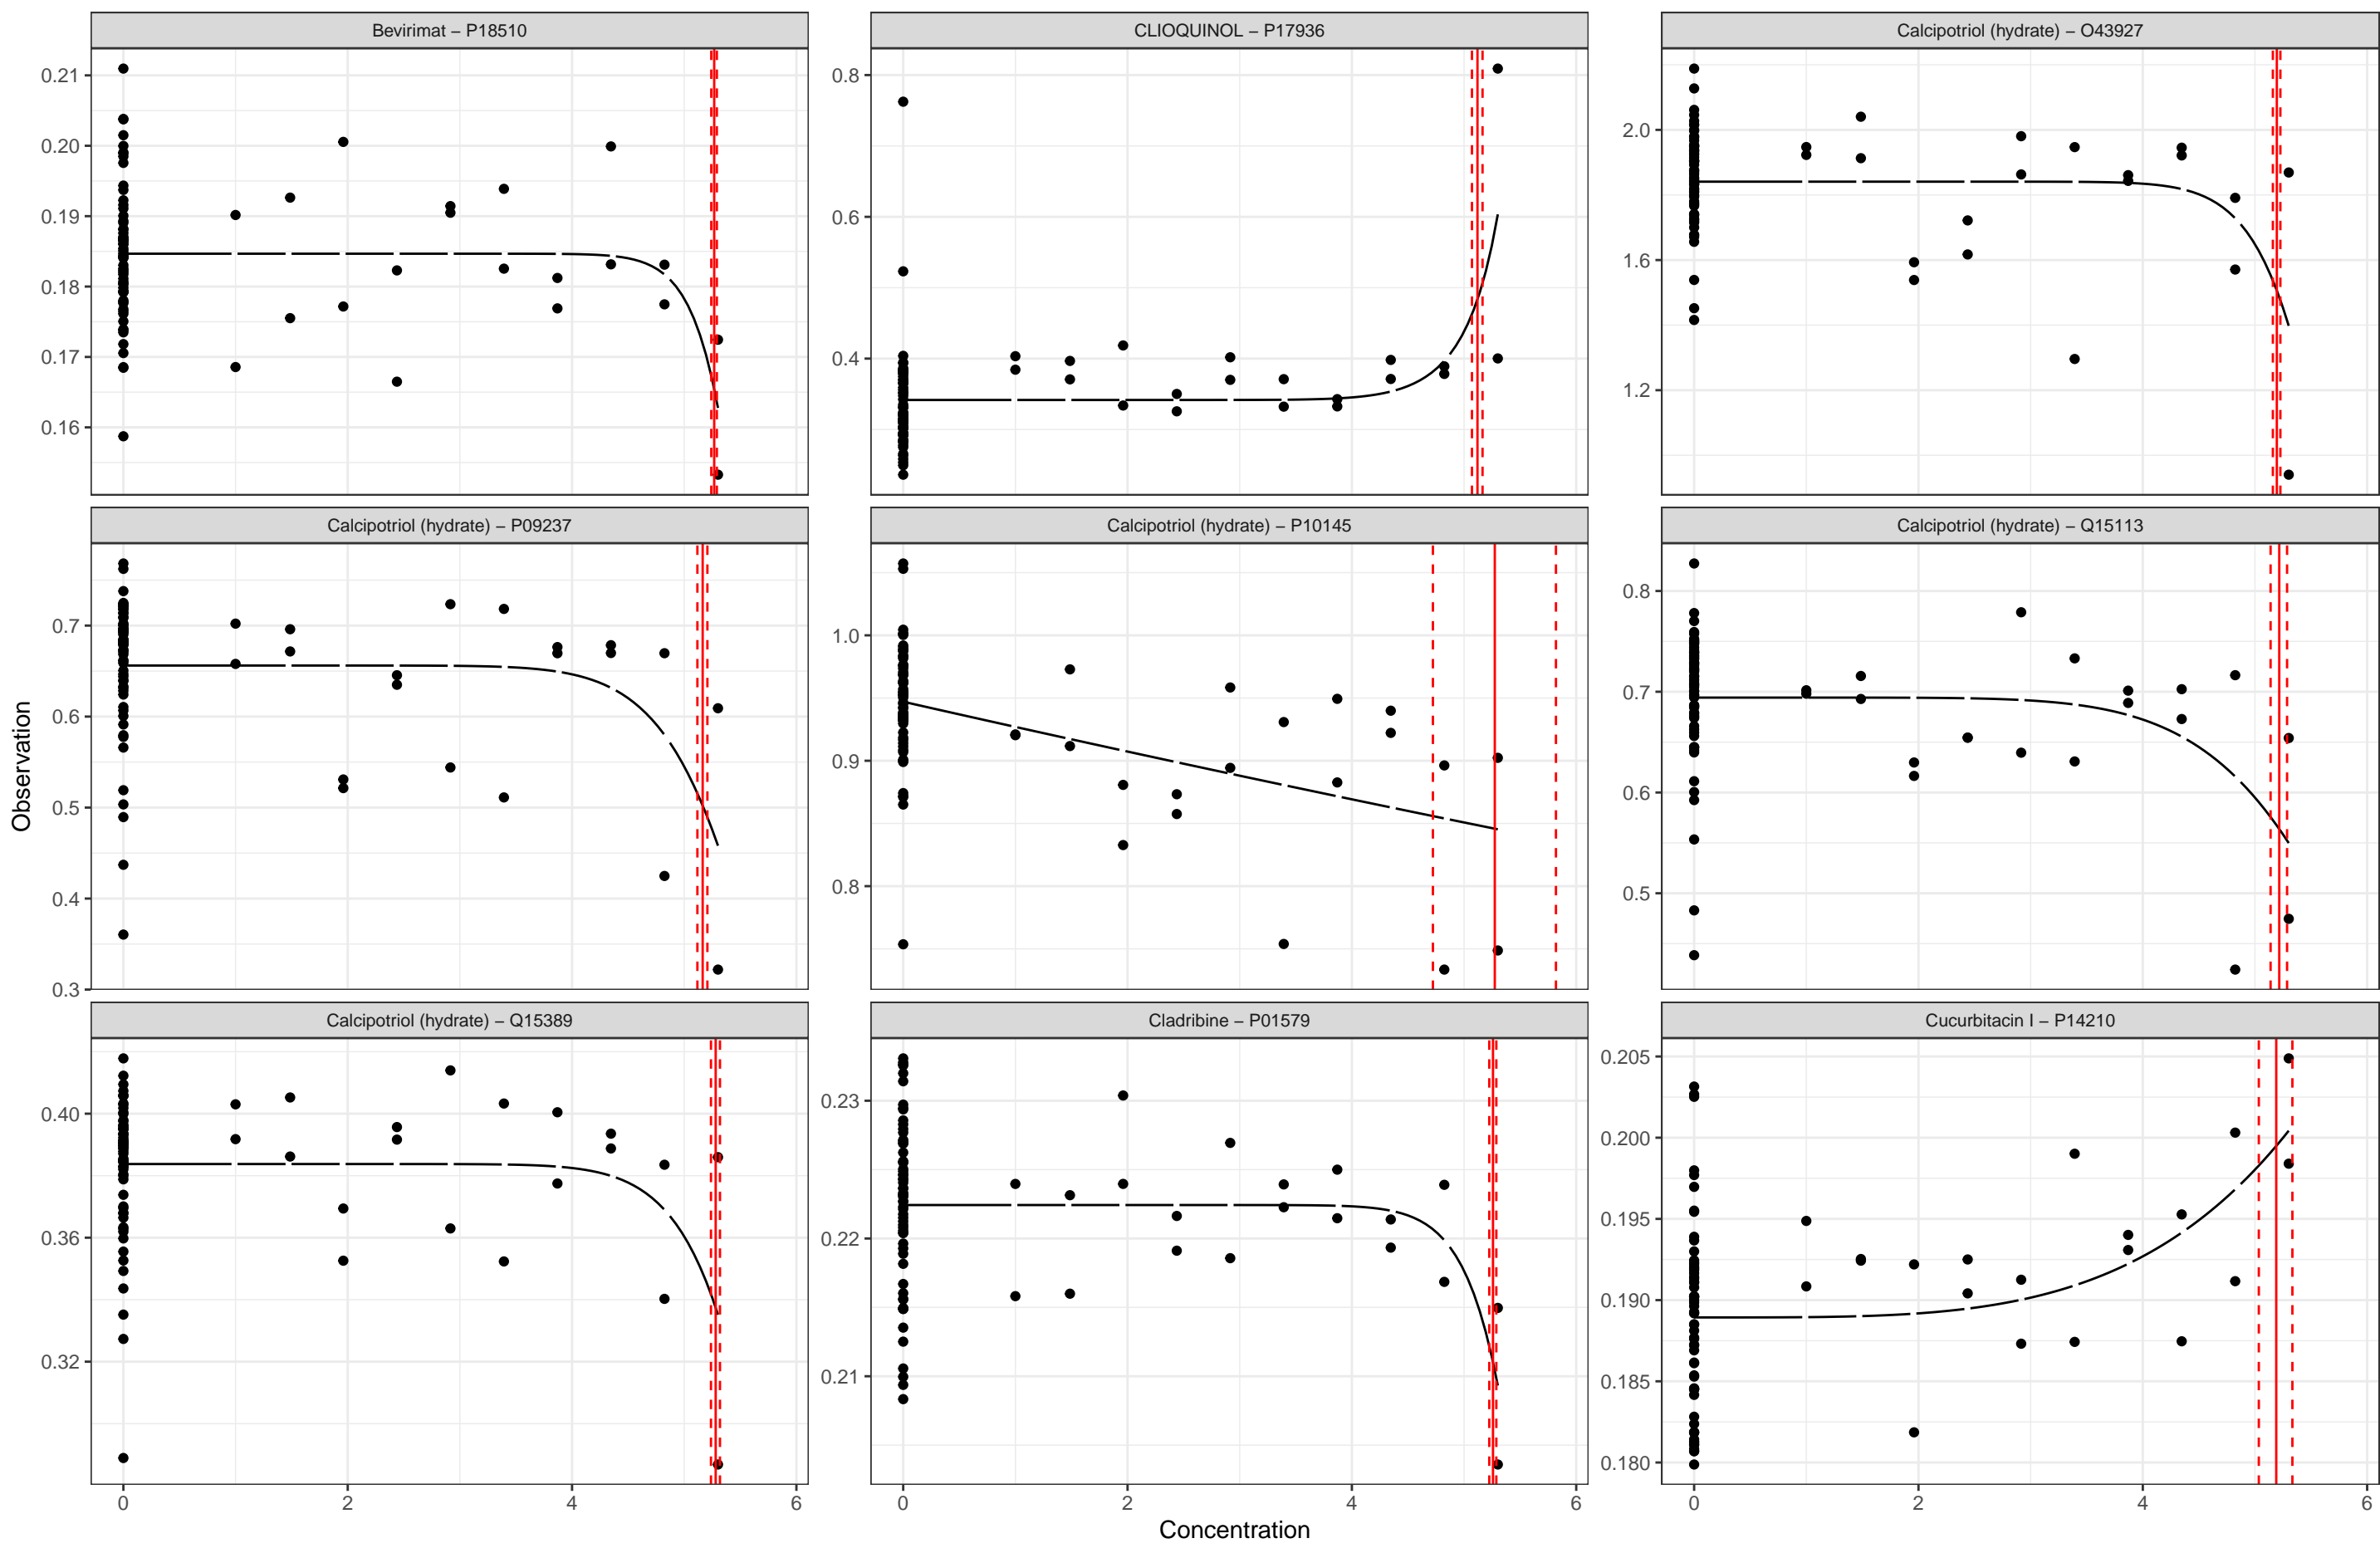 Bevirimat – P18510
CLIOQUINOL – P17936
Calcipotriol (hydrate) – O43927
0.21
0.20
0.19
0.18
0.17
0.16
0.8
0.6
0.4
2.0
1.6
1.2
Calcipotriol (hydrate) – P09237
Calcipotriol (hydrate) – P10145
Calcipotriol (hydrate) – Q15113
0.7
0.6
0.5
0.4
0.3
1.0
0.9
0.8
0.8
0.7
0.6
0.5
Observation
Calcipotriol (hydrate) – Q15389
Cladribine – P01579
Cucurbitacin I – P14210
0.40
0.36
0.32
0.23
0.22
0.21
0.205
0.200
0.195
0.190
0.185
0.180
0 2 4 6
0 2 4 6
0 2 4 6
Concentration